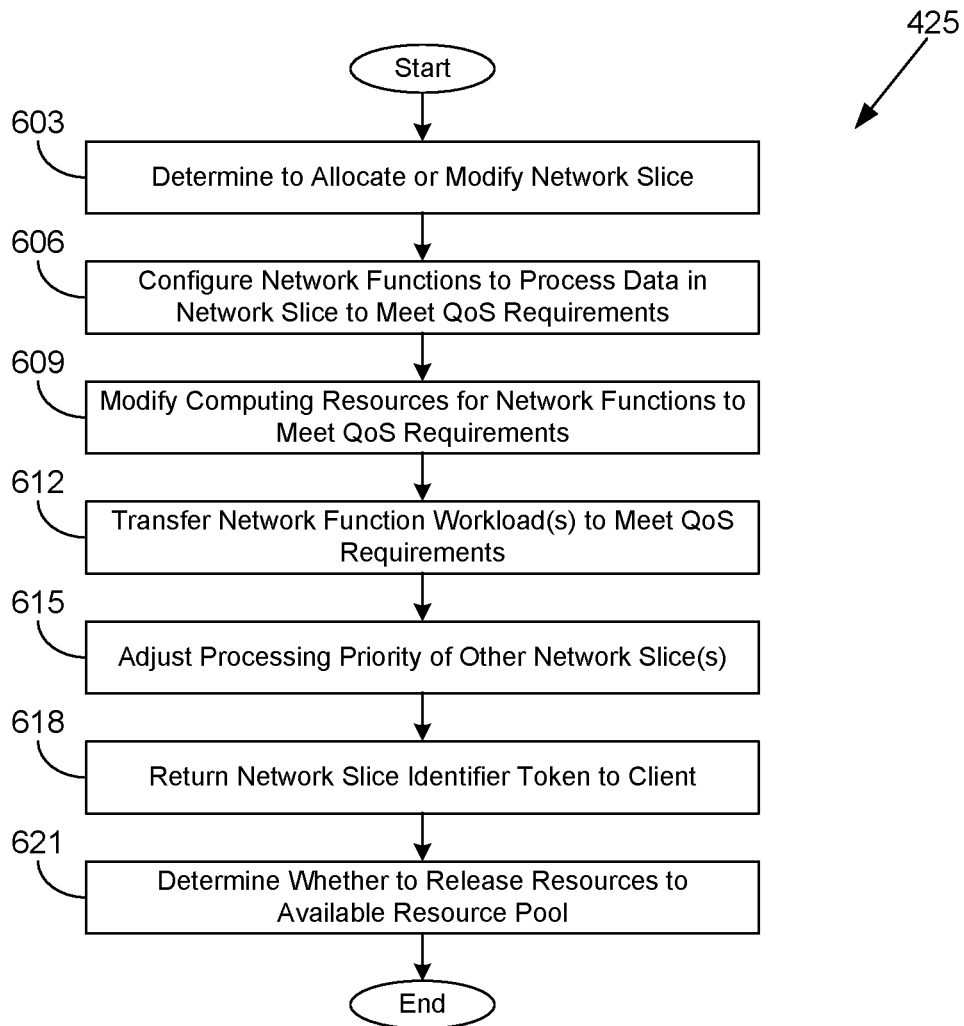 425
Start
603
Determine to Allocate or Modify Network Slice
606
Configure Network Functions to Process Data in
Network Slice to Meet QoS Requirements
609
Modify Computing Resources for Network Functions to
Meet QoS Requirements
612
Transfer Network Function Workload(s) to Meet QoS
Requirements
615
Adjust Processing Priority of Other Network Slice(s)
618
Return Network Slice Identifier Token to Client
621
Determine Whether to Release Resources to
Available Resource Pool
End